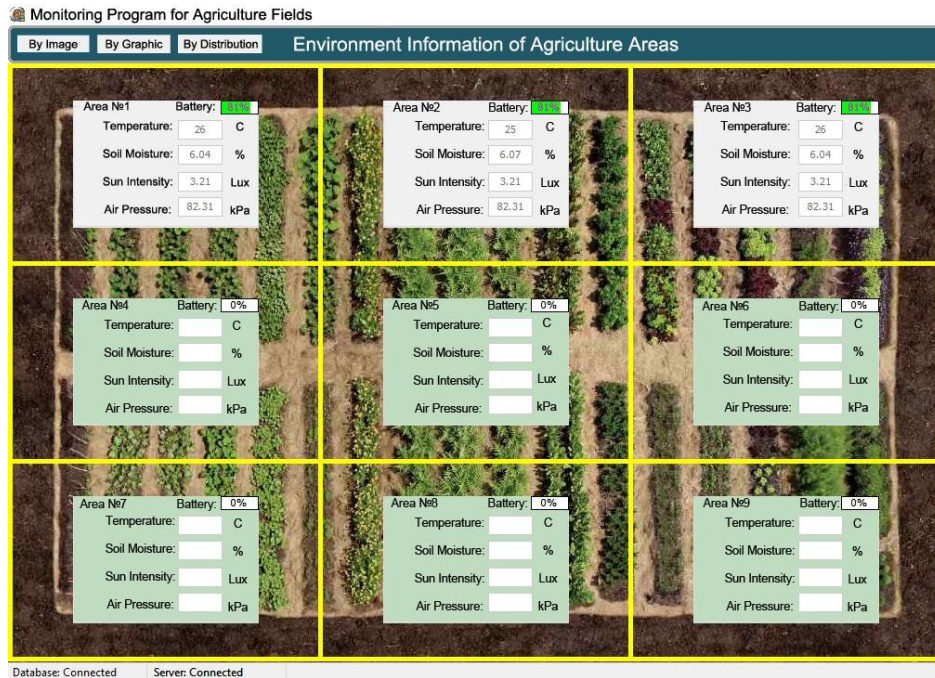 Monitoring Program for Agriculture Fields
By Image By Graphic By Distribution Environment Information of Agriculture Areas
Area №1 Battery: 81%
Temperature: 26 C
Soil Moisture: 6.04 %
Sun Intensity: 3.21 Lux
Air Pressure: 82.31 kPa
Area №2 Battery: 81%
Temperature: 25 C
Soil Moisture: 6.07 %
Sun Intensity: 3.21 Lux
Air Pressure: 82.31 kPa
Area №3 Battery: 81%
Temperature: 26 C
Soil Moisture: 6.04 %
Sun Intensity: 3.21 Lux
Air Pressure: 82.31 kPa
Area №4 Battery: 0%
Temperature: C
Soil Moisture: %
Sun Intensity: Lux
Air Pressure: kPa
Area №5 Battery: 0%
Temperature: C
Soil Moisture: %
Sun Intensity: Lux
Air Pressure: kPa
Area №6 Battery: 0%
Temperature: C
Soil Moisture: %
Sun Intensity: Lux
Air Pressure: kPa
Area №7 Battery: 0%
Temperature: C
Soil Moisture: %
Sun Intensity: Lux
Air Pressure: kPa
Area №8 Battery: 0%
Temperature: C
Soil Moisture: %
Sun Intensity: Lux
Air Pressure: kPa
Area №9 Battery: 0%
Temperature: C
Soil Moisture: %
Sun Intensity: Lux
Air Pressure: kPa
Database: Connected Server: Connected